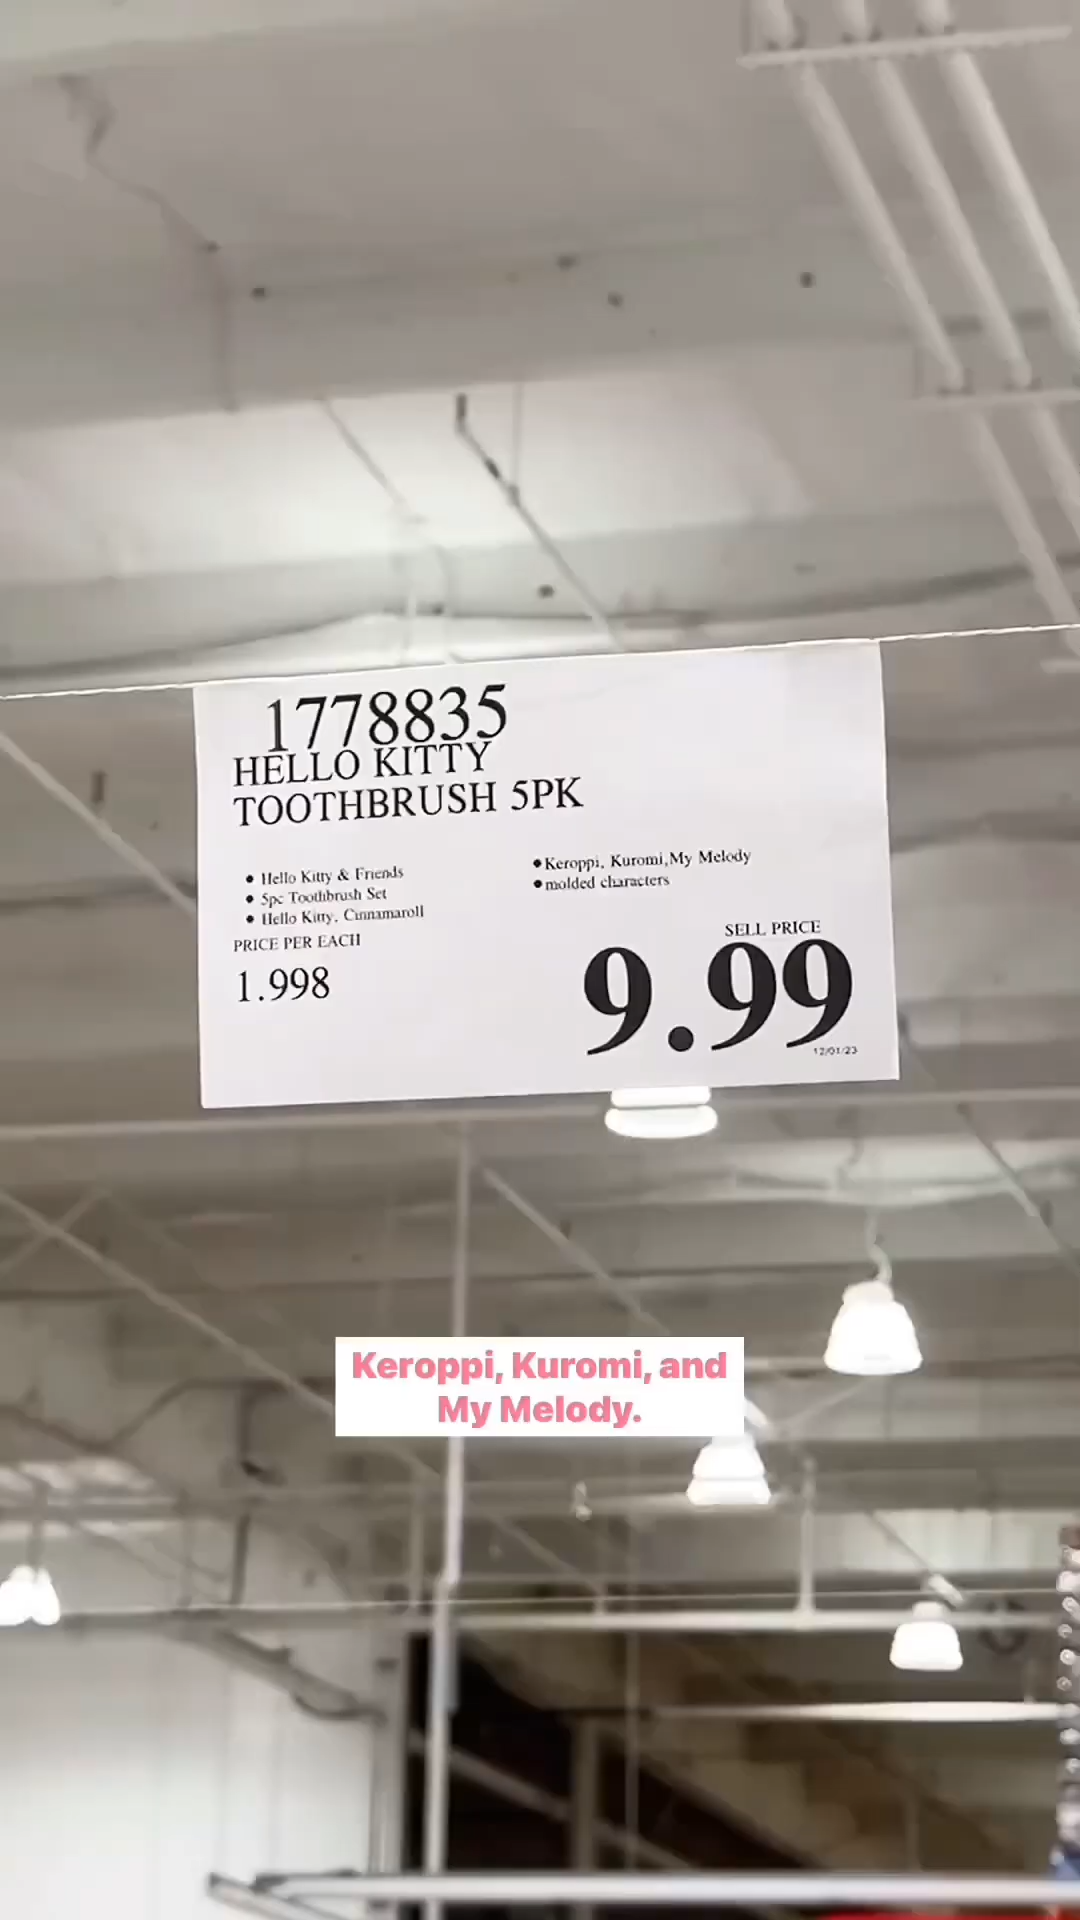 1778835
HELLO KITTY
TOOTHBRUSH 5PK
• Hello Kitty & Friends
• 5pc Toothbrush Set
• Hello Kitty, Cinnamaroll
• Keroppi, Kuromi,My Melody
• molded characters
PRICE PER EACH
1.998
SELL PRICE
9.99
12/01/23
Keroppi, Kuromi, and
My Melody.